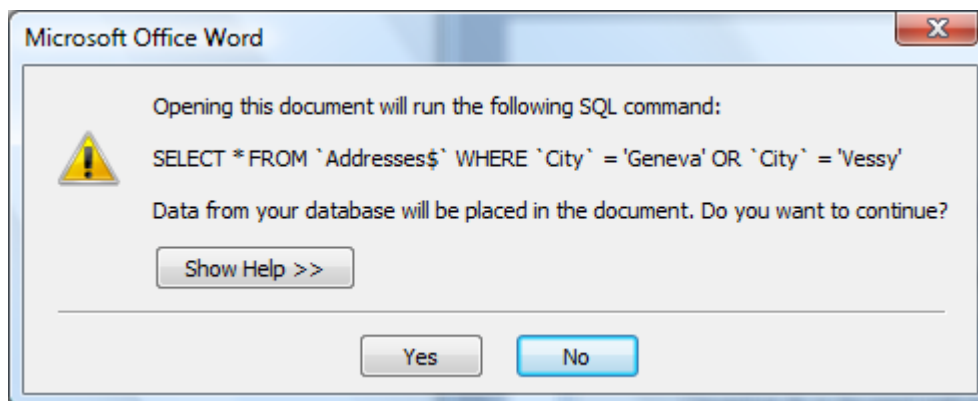 Microsoft Office Word
Opening this document will run the following SQL command:
SELECT * FROM `Addresses$` WHERE `City` = 'Geneva' OR `City` = 'Vessy'
Data from your database will be placed in the document. Do you want to continue?
Show Help >>
Yes
No